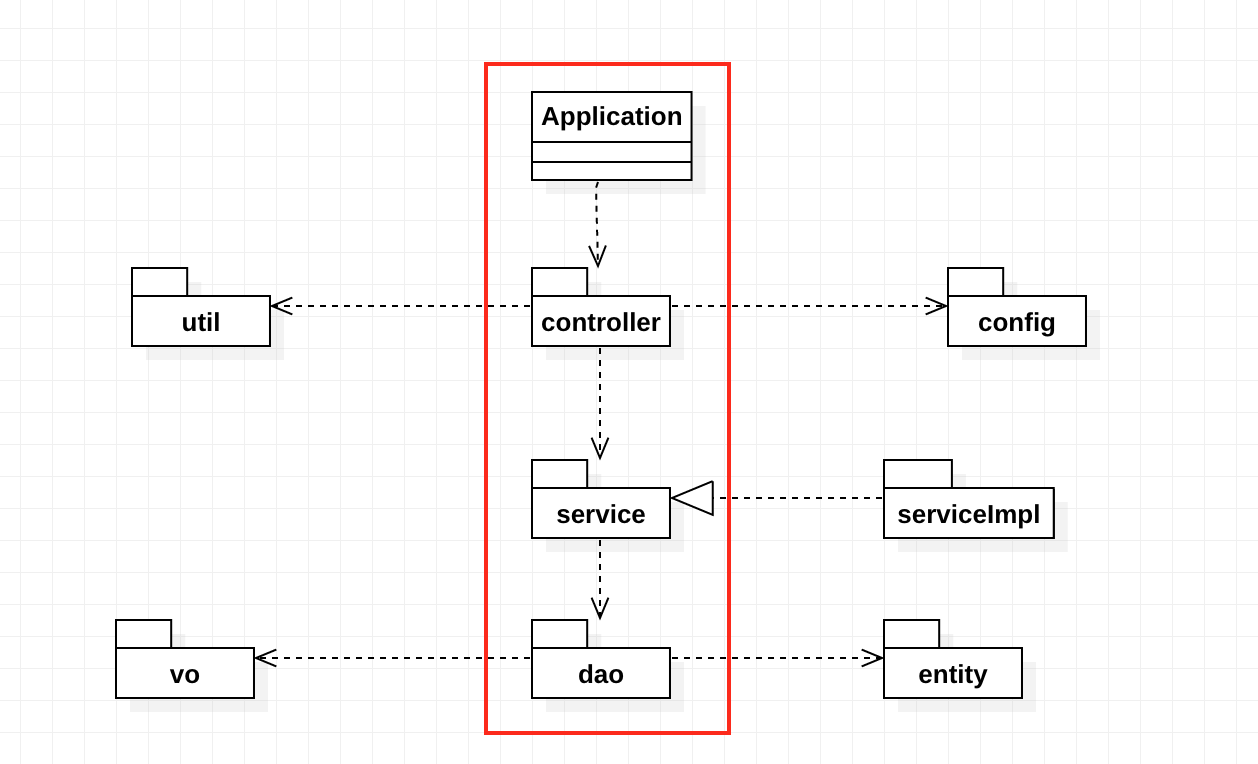 Application
util
controller
config
service
serviceImpl
vo
dao
entity